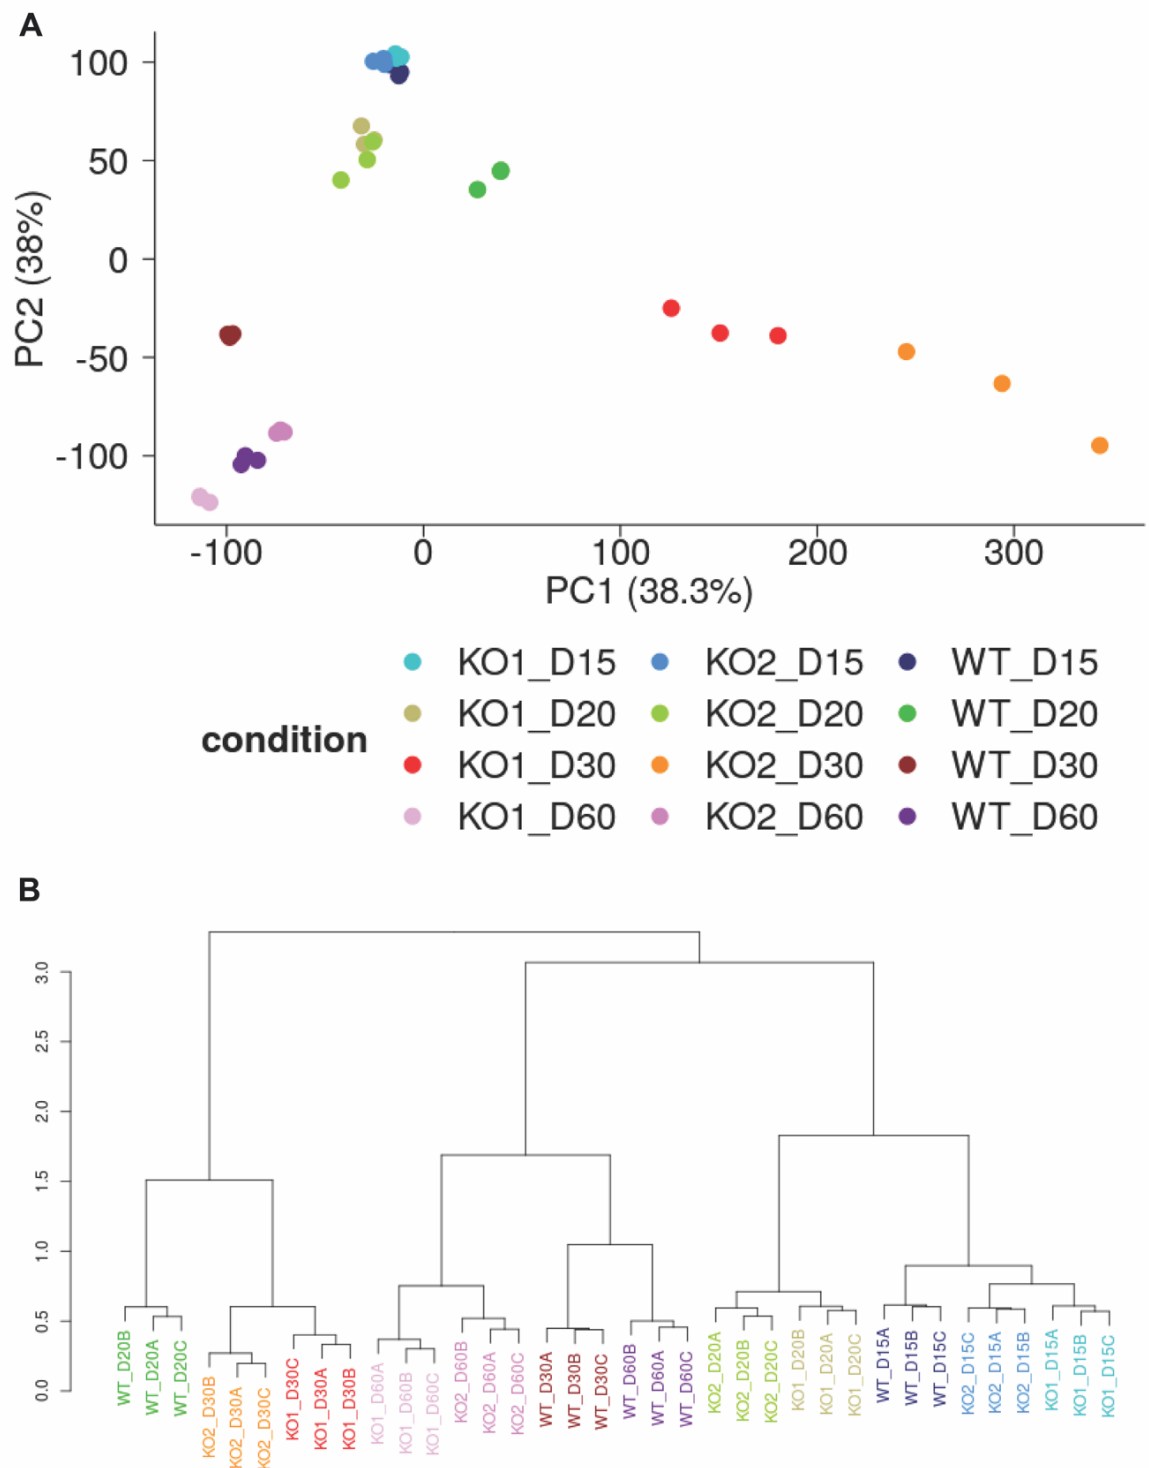 A
100
50
0
-50
-100
PC2 (38%)
-100 0 100 200 300
PC1 (38.3%)
condition
KO1_D15 KO2_D15 WT_D15
KO1_D20 KO2_D20 WT_D20
KO1_D30 KO2_D30 WT_D30
KO1_D60 KO2_D60 WT_D60
B
3.0
2.5
2.0
1.5
1.0
0.5
0.0
WT_D20B
WT_D20A
WT_D20C
KO2_D30B
KO2_D30A
KO2_D30C
KO1_D30C
KO1_D30A
KO1_D30B
KO1_D60A
KO1_D60B
KO1_D60C
KO2_D60B
KO2_D60A
KO2_D60C
WT_D30A
WT_D30B
WT_D30C
WT_D60B
WT_D60A
WT_D60C
KO2_D20A
KO2_D20B
KO2_D20C
KO1_D20B
KO1_D20A
KO1_D20C
WT_D15A
WT_D15B
WT_D15C
KO2_D15C
KO2_D15A
KO2_D15B
KO1_D15A
KO1_D15B
KO1_D15C